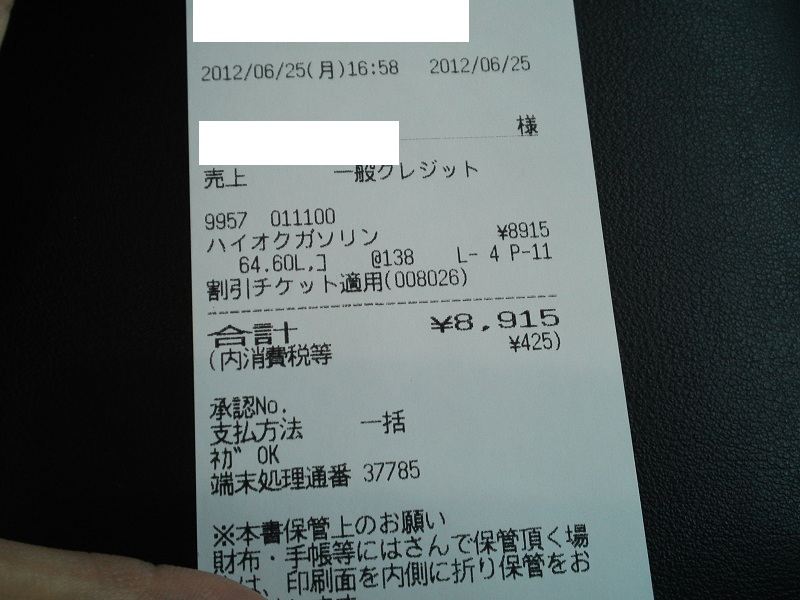 2012/06/25(月)16:58 2012/06/25
様
売上 一般クレジット
9957 011100
ハイオクガソリン ¥8915
64.60L,コ @138 L- 4 P-11
割引チケット適用(008026)
合計 ¥8,915
(内消費税等 ¥425)
承認No.
支払方法 一括
ネガ OK
端末処理通番 37785
※本書保管上のお願い
財布・手帳等にはさんで保管頂く場
は、印刷面を内側に折り保管をお